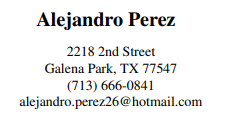 Alejandro Perez
2218 2nd Street
Galena Park, TX 77547
(713) 666-0841
alejandro.perez26@hotmail.com